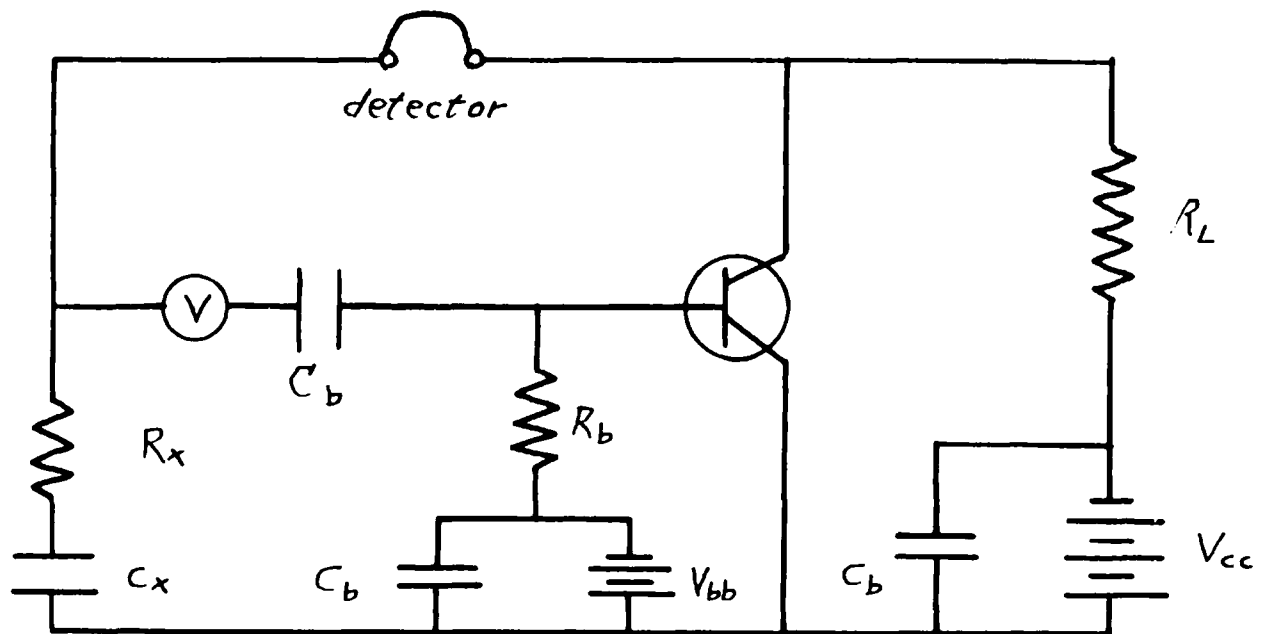 detector
R_L
V
C_b
R_x
R_b
C_x
C_b
V_bb
C_b
V_cc